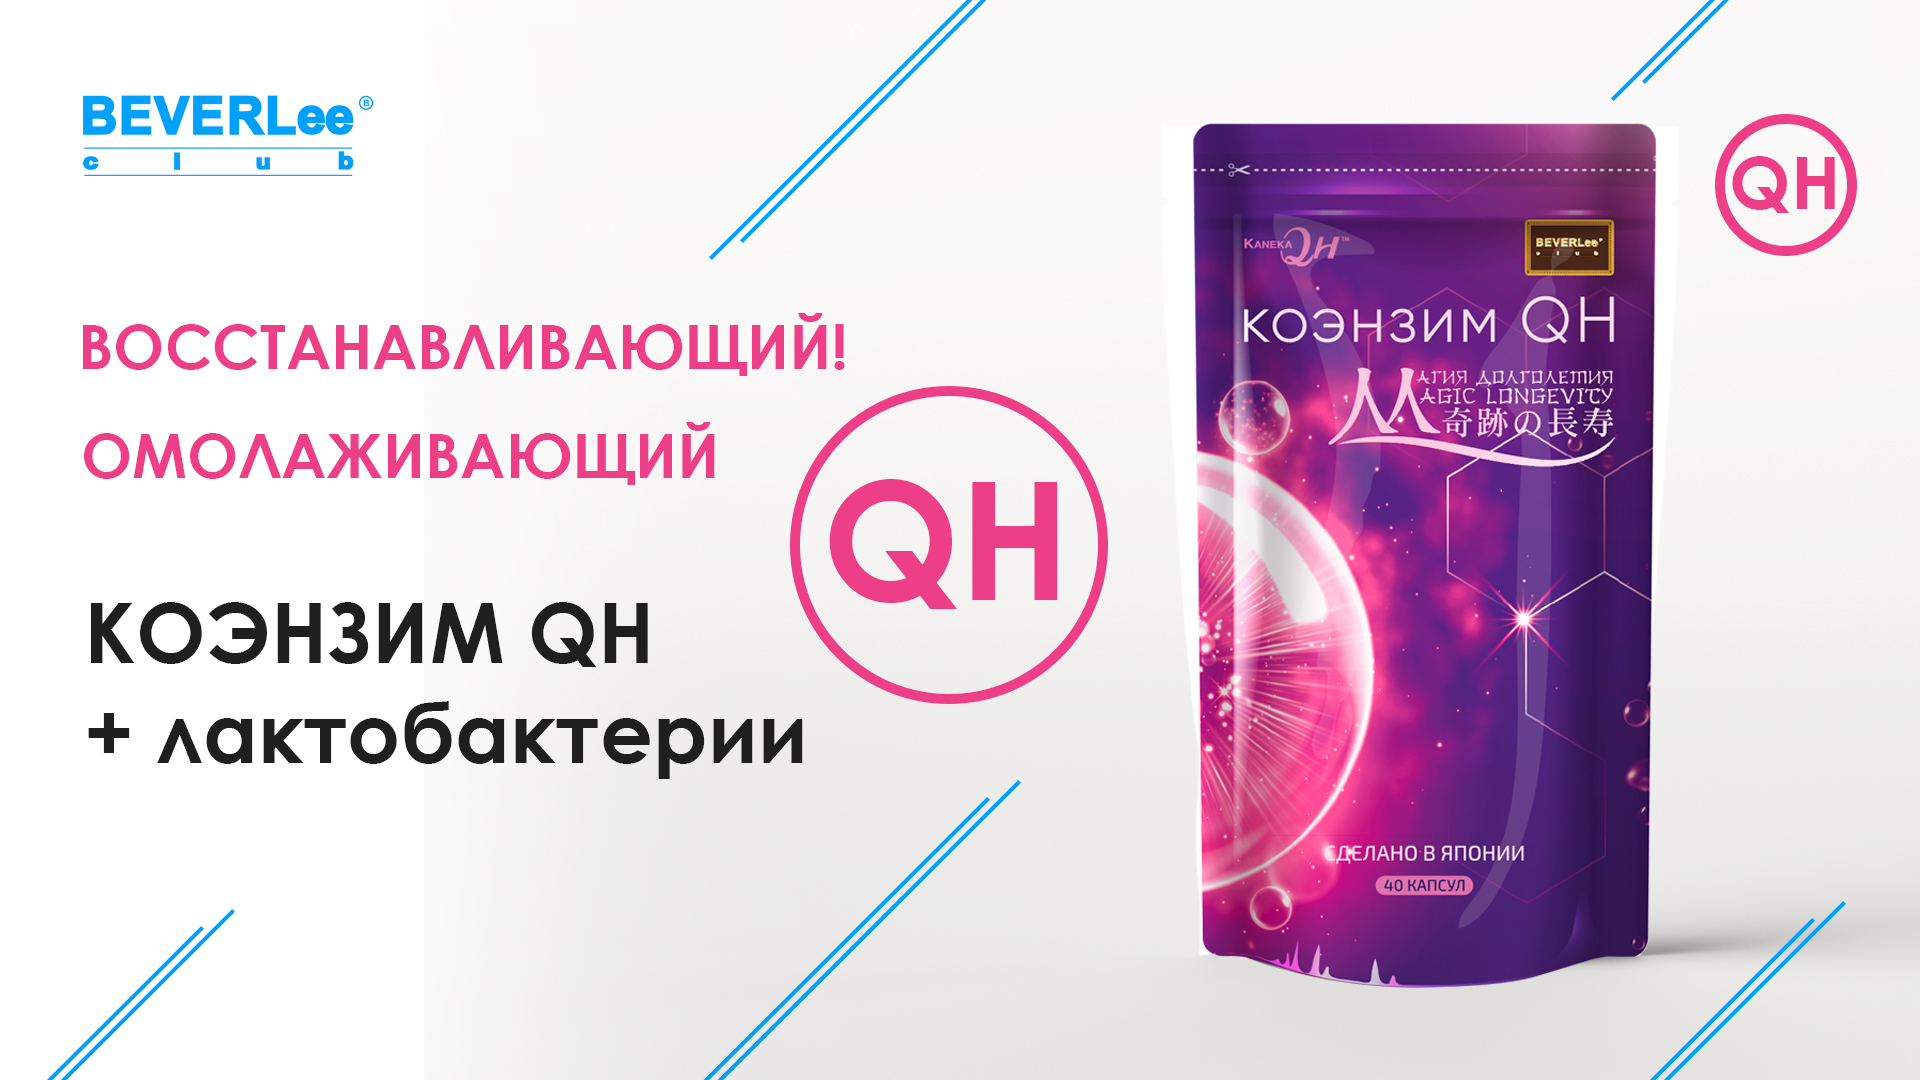 BEVERLee®
club
ВОССТАНАВЛИВАЮЩИЙ!
ОМОЛАЖИВАЮЩИЙ
QH
КОЭНЗИМ QH
+ лактобактерии
QH
KANEKA QH™
BEVERLee®
club
КОЭНЗИМ QH
МАГИЯ ДОЛГОЛЕТИЯ
MAGIC LONGEVITY
奇跡の長寿
СДЕЛАНО В ЯПОНИИ
40 КАПСУЛ